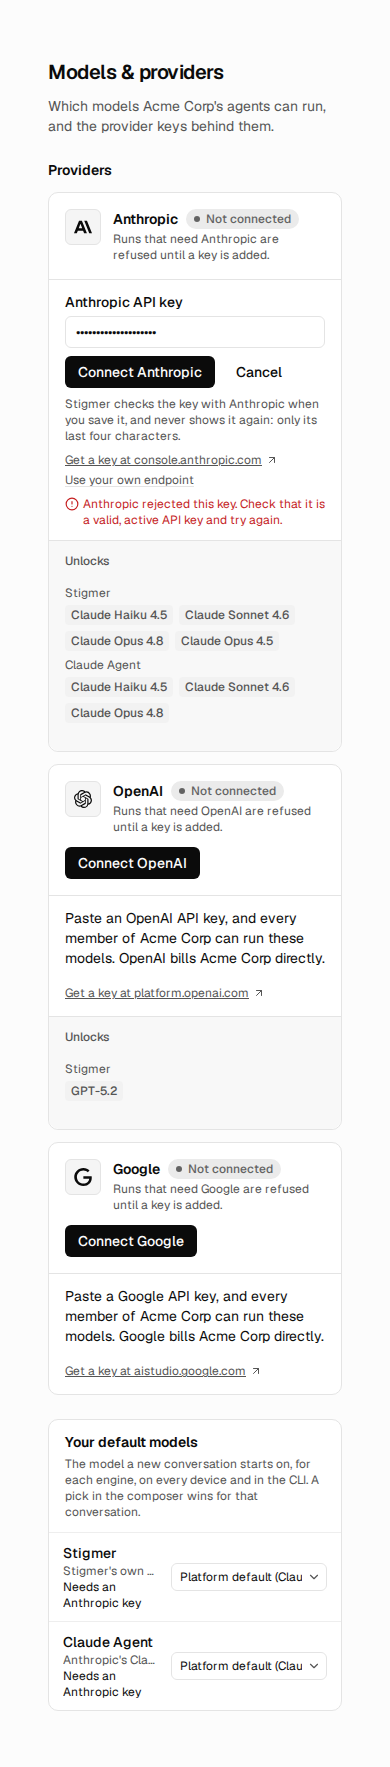 Models & providers
Which models Acme Corp's agents can run,
and the provider keys behind them.
Providers
Anthropic
Not connected
Runs that need Anthropic are
refused until a key is added.
Anthropic API key
••••••••••••••••••••
Connect Anthropic
Cancel
Stigmer checks the key with Anthropic when
you save it, and never shows it again: only its
last four characters.
Get a key at console.anthropic.com
Use your own endpoint
Anthropic rejected this key. Check that it is
a valid, active API key and try again.
Unlocks
Stigmer
Claude Haiku 4.5 Claude Sonnet 4.6
Claude Opus 4.8 Claude Opus 4.5
Claude Agent
Claude Haiku 4.5 Claude Sonnet 4.6
Claude Opus 4.8
OpenAI
Not connected
Runs that need OpenAI are refused
until a key is added.
Connect OpenAI
Paste an OpenAI API key, and every
member of Acme Corp can run these
models. OpenAI bills Acme Corp directly.
Get a key at platform.openai.com
Unlocks
Stigmer
GPT-5.2
Google
Not connected
Runs that need Google are refused
until a key is added.
Connect Google
Paste a Google API key, and every
member of Acme Corp can run these
models. Google bills Acme Corp directly.
Get a key at aistudio.google.com
Your default models
The model a new conversation starts on, for
each engine, on every device and in the CLI. A
pick in the composer wins for that
conversation.
Stigmer
Stigmer's own ...
Needs an
Anthropic key
Platform default (Clau
Claude Agent
Anthropic's Cla...
Needs an
Anthropic key
Platform default (Clau